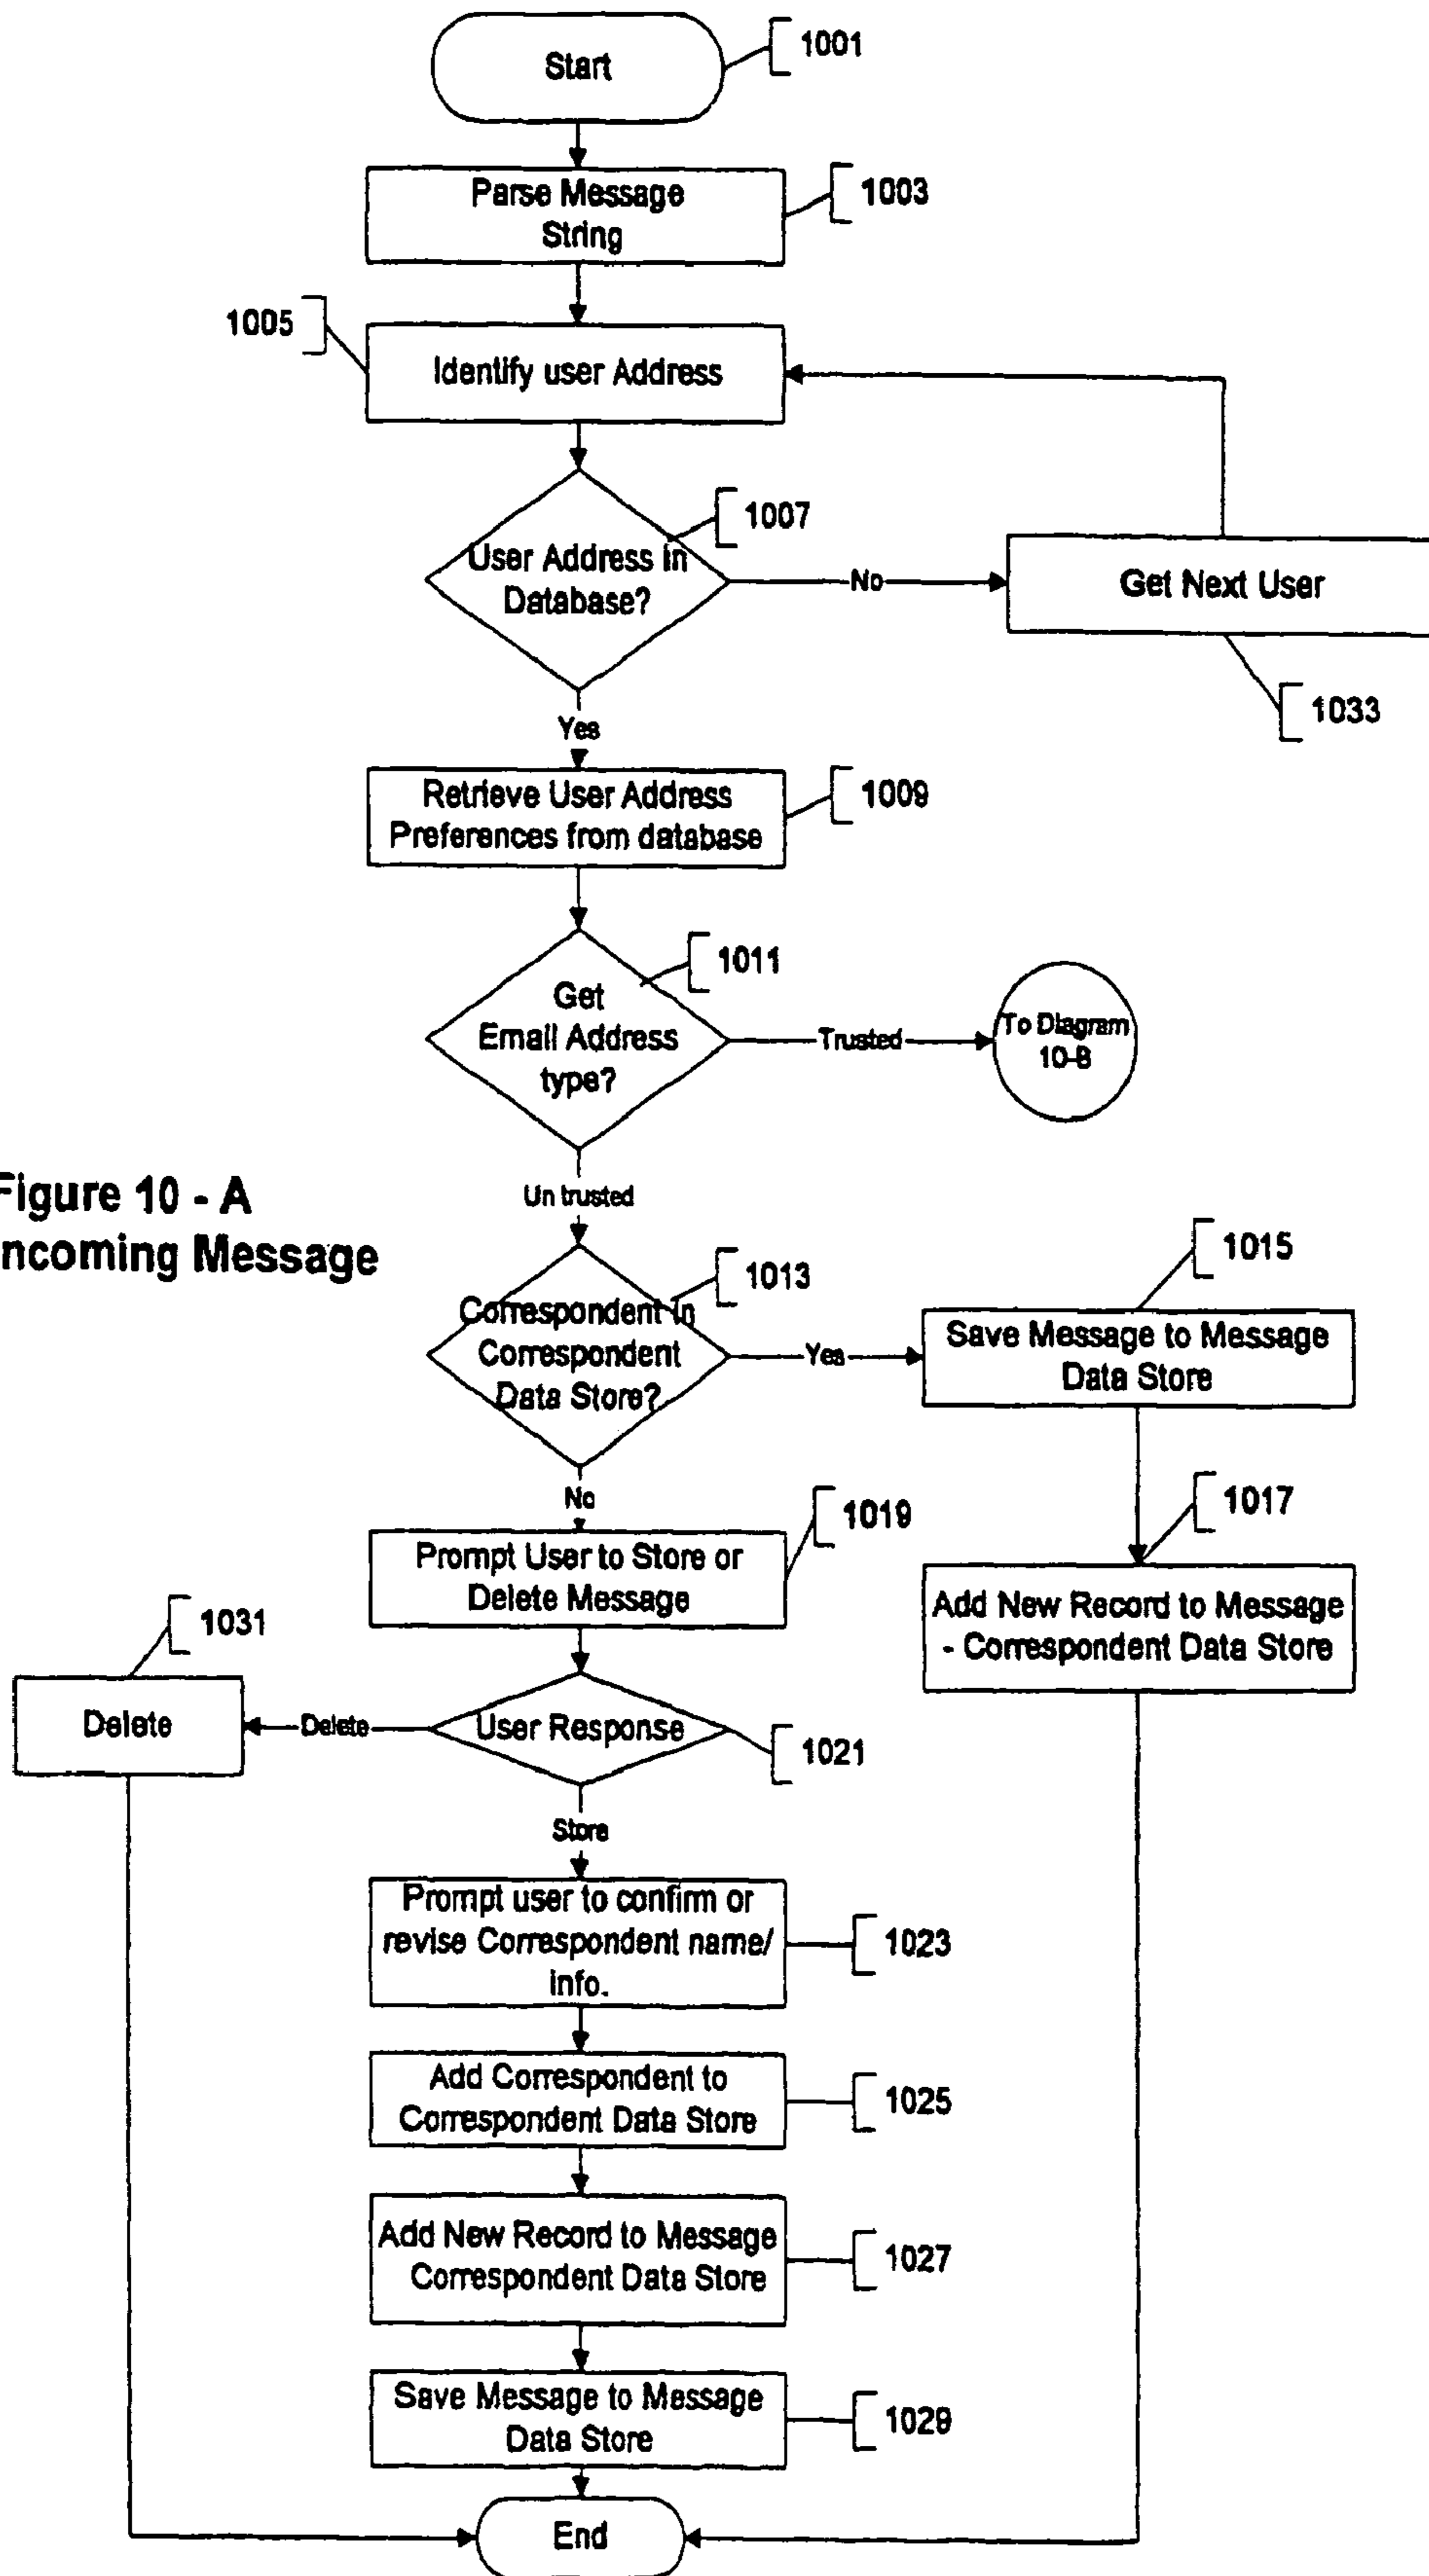 Start
1001
Parse Message
String
1003
1005
Identify user Address
1007
User Address in
Database?
No
Get Next User
1033
Yes
Retrieve User Address
Preferences from database
1009
1011
Get
Email Address
type?
Trusted
To Diagram
10-B
Figure 10 - A
Incoming Message
Un trusted
1013
Correspondent in
Correspondent
Data Store?
Yes
1015
Save Message to Message
Data Store
No
1017
1019
Prompt User to Store or
Delete Message
Add New Record to Message
- Correspondent Data Store
1031
Delete
Delete
User Response
1021
Store
Prompt user to confirm or
revise Correspondent name/
info.
1023
Add Correspondent to
Correspondent Data Store
1025
Add New Record to Message
Correspondent Data Store
1027
Save Message to Message
Data Store
1029
End